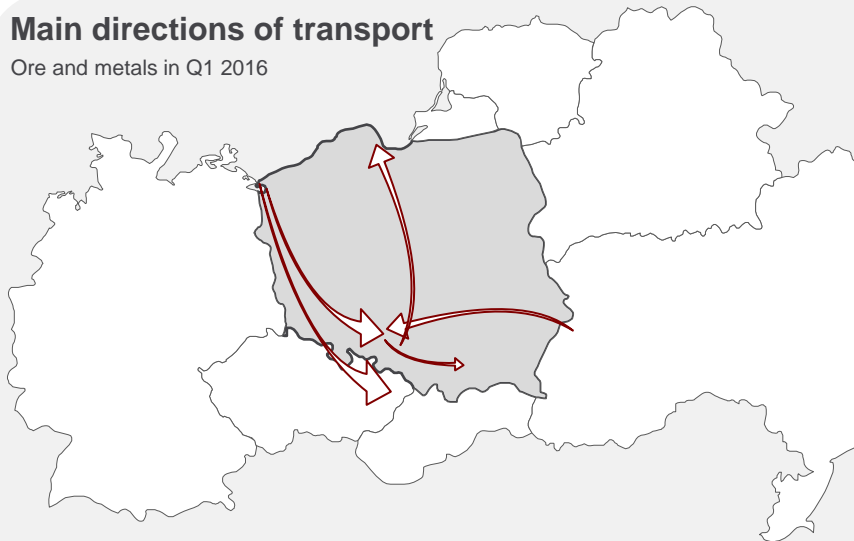 Main directions of transport
Ore and metals in Q1 2016